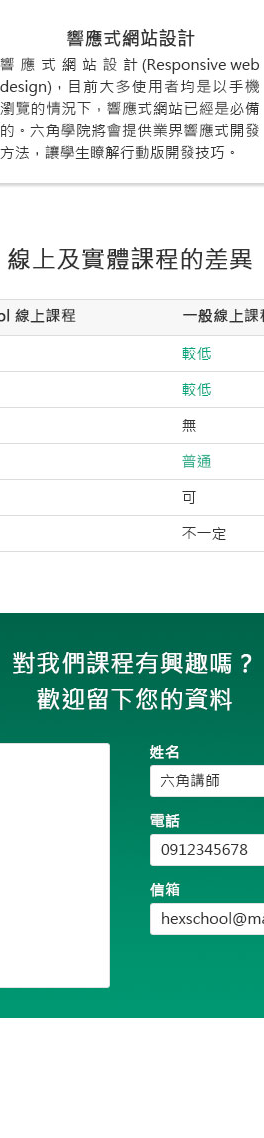 響應式網站設計
響應式網站設計(Responsive web
design)，目前大多使用者均是以手機
瀏覽的情況下，響應式網站已經是必備
的。六角學院將會提供業界響應式開發
方法，讓學生瞭解行動版開發技巧。
線上及實體課程的差異
ol 線上課程 一般線上課程
較低
較低
無
普通
可
不一定
對我們課程有興趣嗎？
歡迎留下您的資料
姓名
六角講師
電話
0912345678
信箱
hexschool@ma